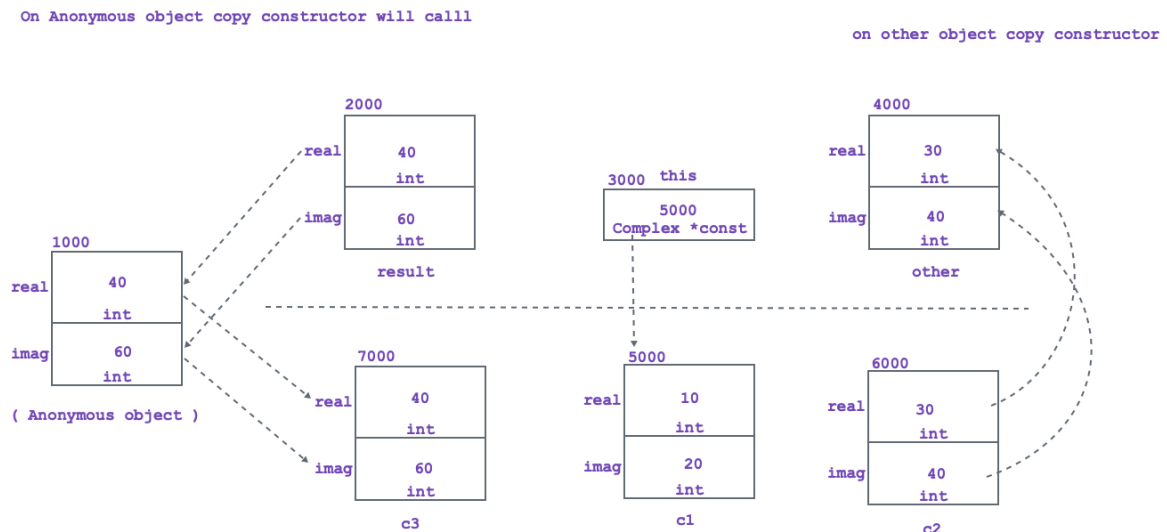 On Anonymous object copy constructor will calll
on other object copy constructor
2000
real
40
int
imag
60
int
result
3000
this
5000
Complex *const
4000
real
30
int
imag
40
int
other
1000
real
40
int
imag
60
int
( Anonymous object )
7000
real
40
int
imag
60
int
c3
5000
real
10
int
imag
20
int
c1
6000
real
30
int
imag
40
int
c2